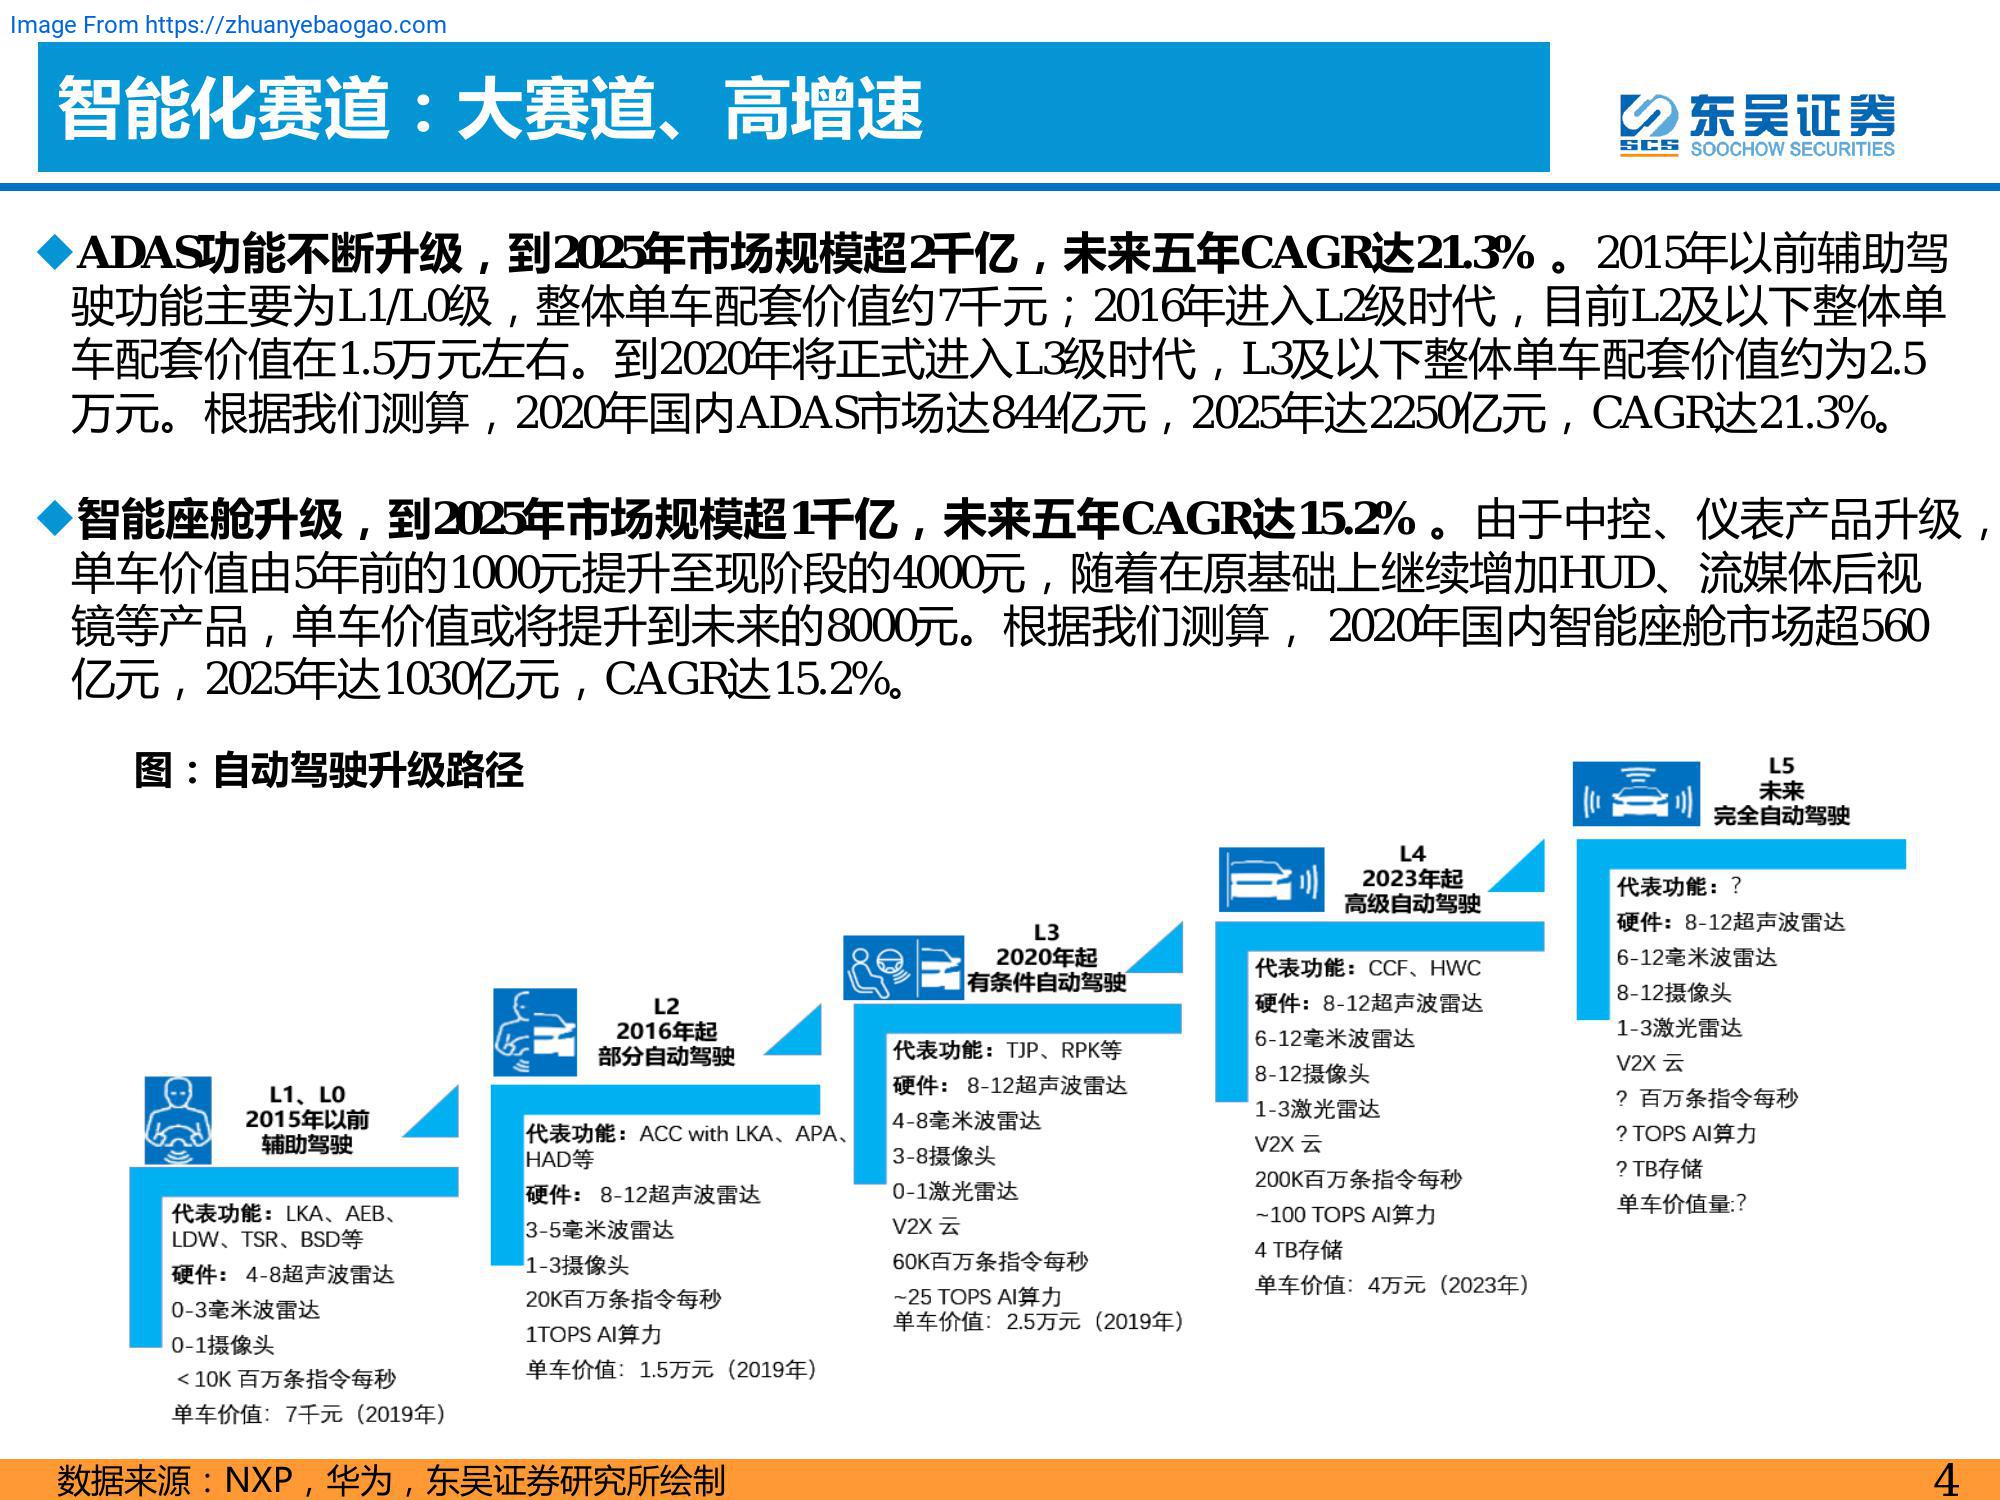 Image From https://zhuanyebaogao.com
智能化赛道：大赛道、高增速
东吴证券
SCS SOOCHOW SECURITIES
ADAS功能不断升级，到2025年市场规模超2千亿，未来五年CAGR达21.3% 。2015年以前辅助驾
驶功能主要为L1/L0级，整体单车配套价值约7千元；2016年进入L2级时代，目前L2及以下整体单
车配套价值在1.5万元左右。到2020年将正式进入L3级时代，L3及以下整体单车配套价值约为2.5
万元。根据我们测算，2020年国内ADAS市场达844亿元，2025年达2250亿元，CAGR达21.3%。
智能座舱升级，到2025年市场规模超1千亿，未来五年CAGR达15.2% 。由于中控、仪表产品升级，
单车价值由5年前的1000元提升至现阶段的4000元，随着在原基础上继续增加HUD、流媒体后视
镜等产品，单车价值或将提升到未来的8000元。根据我们测算， 2020年国内智能座舱市场超560
亿元，2025年达1030亿元，CAGR达15.2%。
图：自动驾驶升级路径
L1、L0
2015年以前
辅助驾驶
代表功能：LKA、AEB、
LDW、TSR、BSD等
硬件： 4-8超声波雷达
0-3毫米波雷达
0-1摄像头
＜10K 百万条指令每秒
单车价值：7千元（2019年）
L2
2016年起
部分自动驾驶
代表功能：ACC with LKA、APA、
HAD等
硬件： 8-12超声波雷达
3-5毫米波雷达
1-3摄像头
20K百万条指令每秒
1TOPS AI算力
单车价值：1.5万元（2019年）
L3
2020年起
有条件自动驾驶
代表功能：TJP、RPK等
硬件： 8-12超声波雷达
4-8毫米波雷达
3-8摄像头
0-1激光雷达
V2X 云
60K百万条指令每秒
~25 TOPS AI算力
单车价值：2.5万元（2019年）
L4
2023年起
高级自动驾驶
代表功能：CCF、HWC
硬件：8-12超声波雷达
6-12毫米波雷达
8-12摄像头
1-3激光雷达
V2X 云
200K百万条指令每秒
~100 TOPS AI算力
4 TB存储
单车价值：4万元（2023年）
L5
未来
完全自动驾驶
代表功能：？
硬件：8-12超声波雷达
6-12毫米波雷达
8-12摄像头
1-3激光雷达
V2X 云
？百万条指令每秒
？TOPS AI算力
？TB存储
单车价值量:？
数据来源：NXP，华为，东吴证券研究所绘制
4